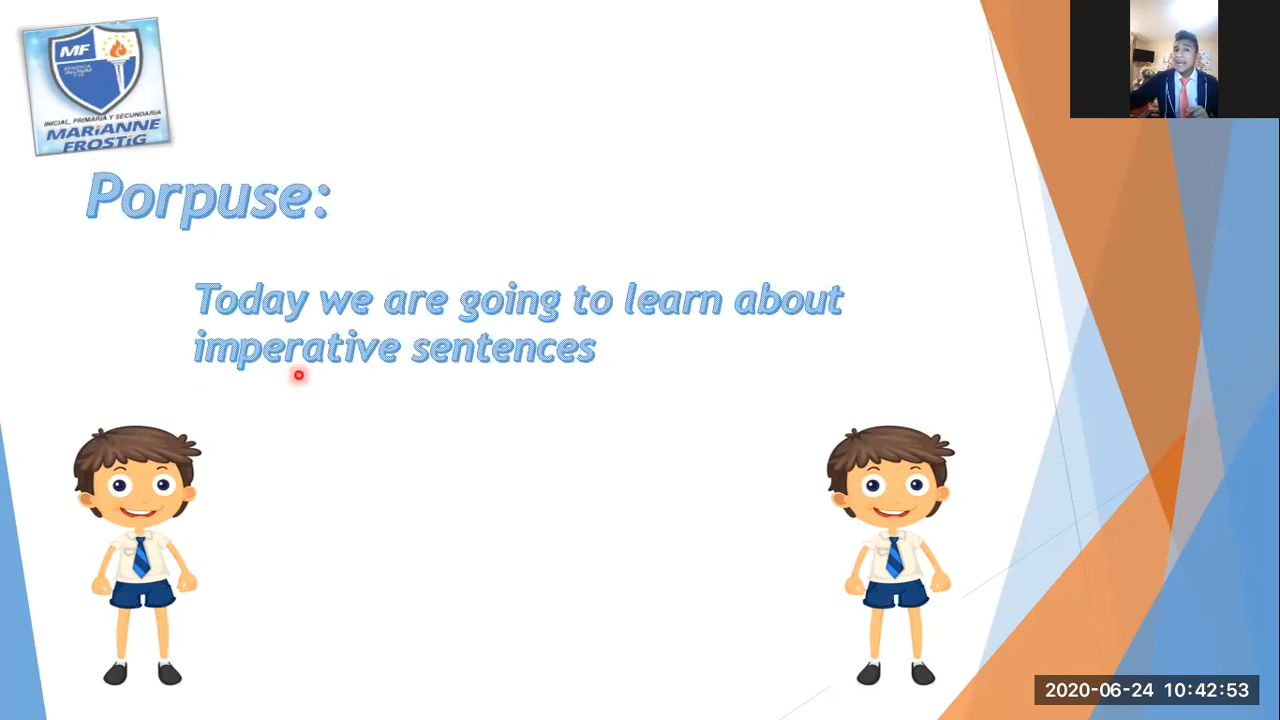 MF
INICIAL, PRIMARIA Y SECUNDARIA
MARiANNE
FROSTiG
Porpuse:
Today we are going to learn about
imperative sentences
2020-06-24 10:42:53